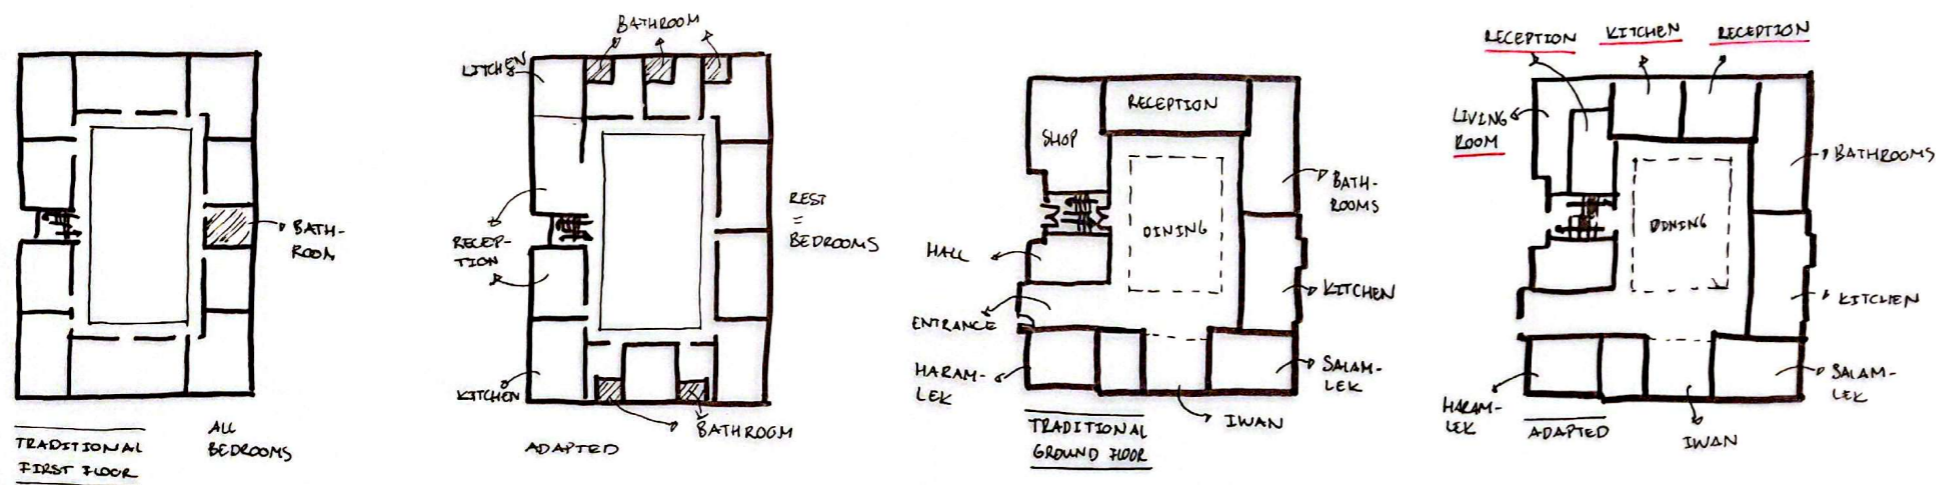 BATH-
ROOM
TRADITIONAL
FIRST FLOOR
ALL
BEDROOMS
BATHROOM
KITCHEN
RECEP-
TION
KITCHEN
REST
=
BEDROOMS
BATHROOM
ADAPTED
RECEPTION
SHOP
DINING
BATH-
ROOMS
HALL
KITCHEN
ENTRANCE
HARAM-
LEK
SALAM-
LEK
IWAN
TRADITIONAL
GROUND FLOOR
RECEPTION
KITCHEN
RECEPTION
LIVING
ROOM
BATHROOMS
DINING
KITCHEN
HARAM-
LEK
SALAM-
LEK
IWAN
ADAPTED